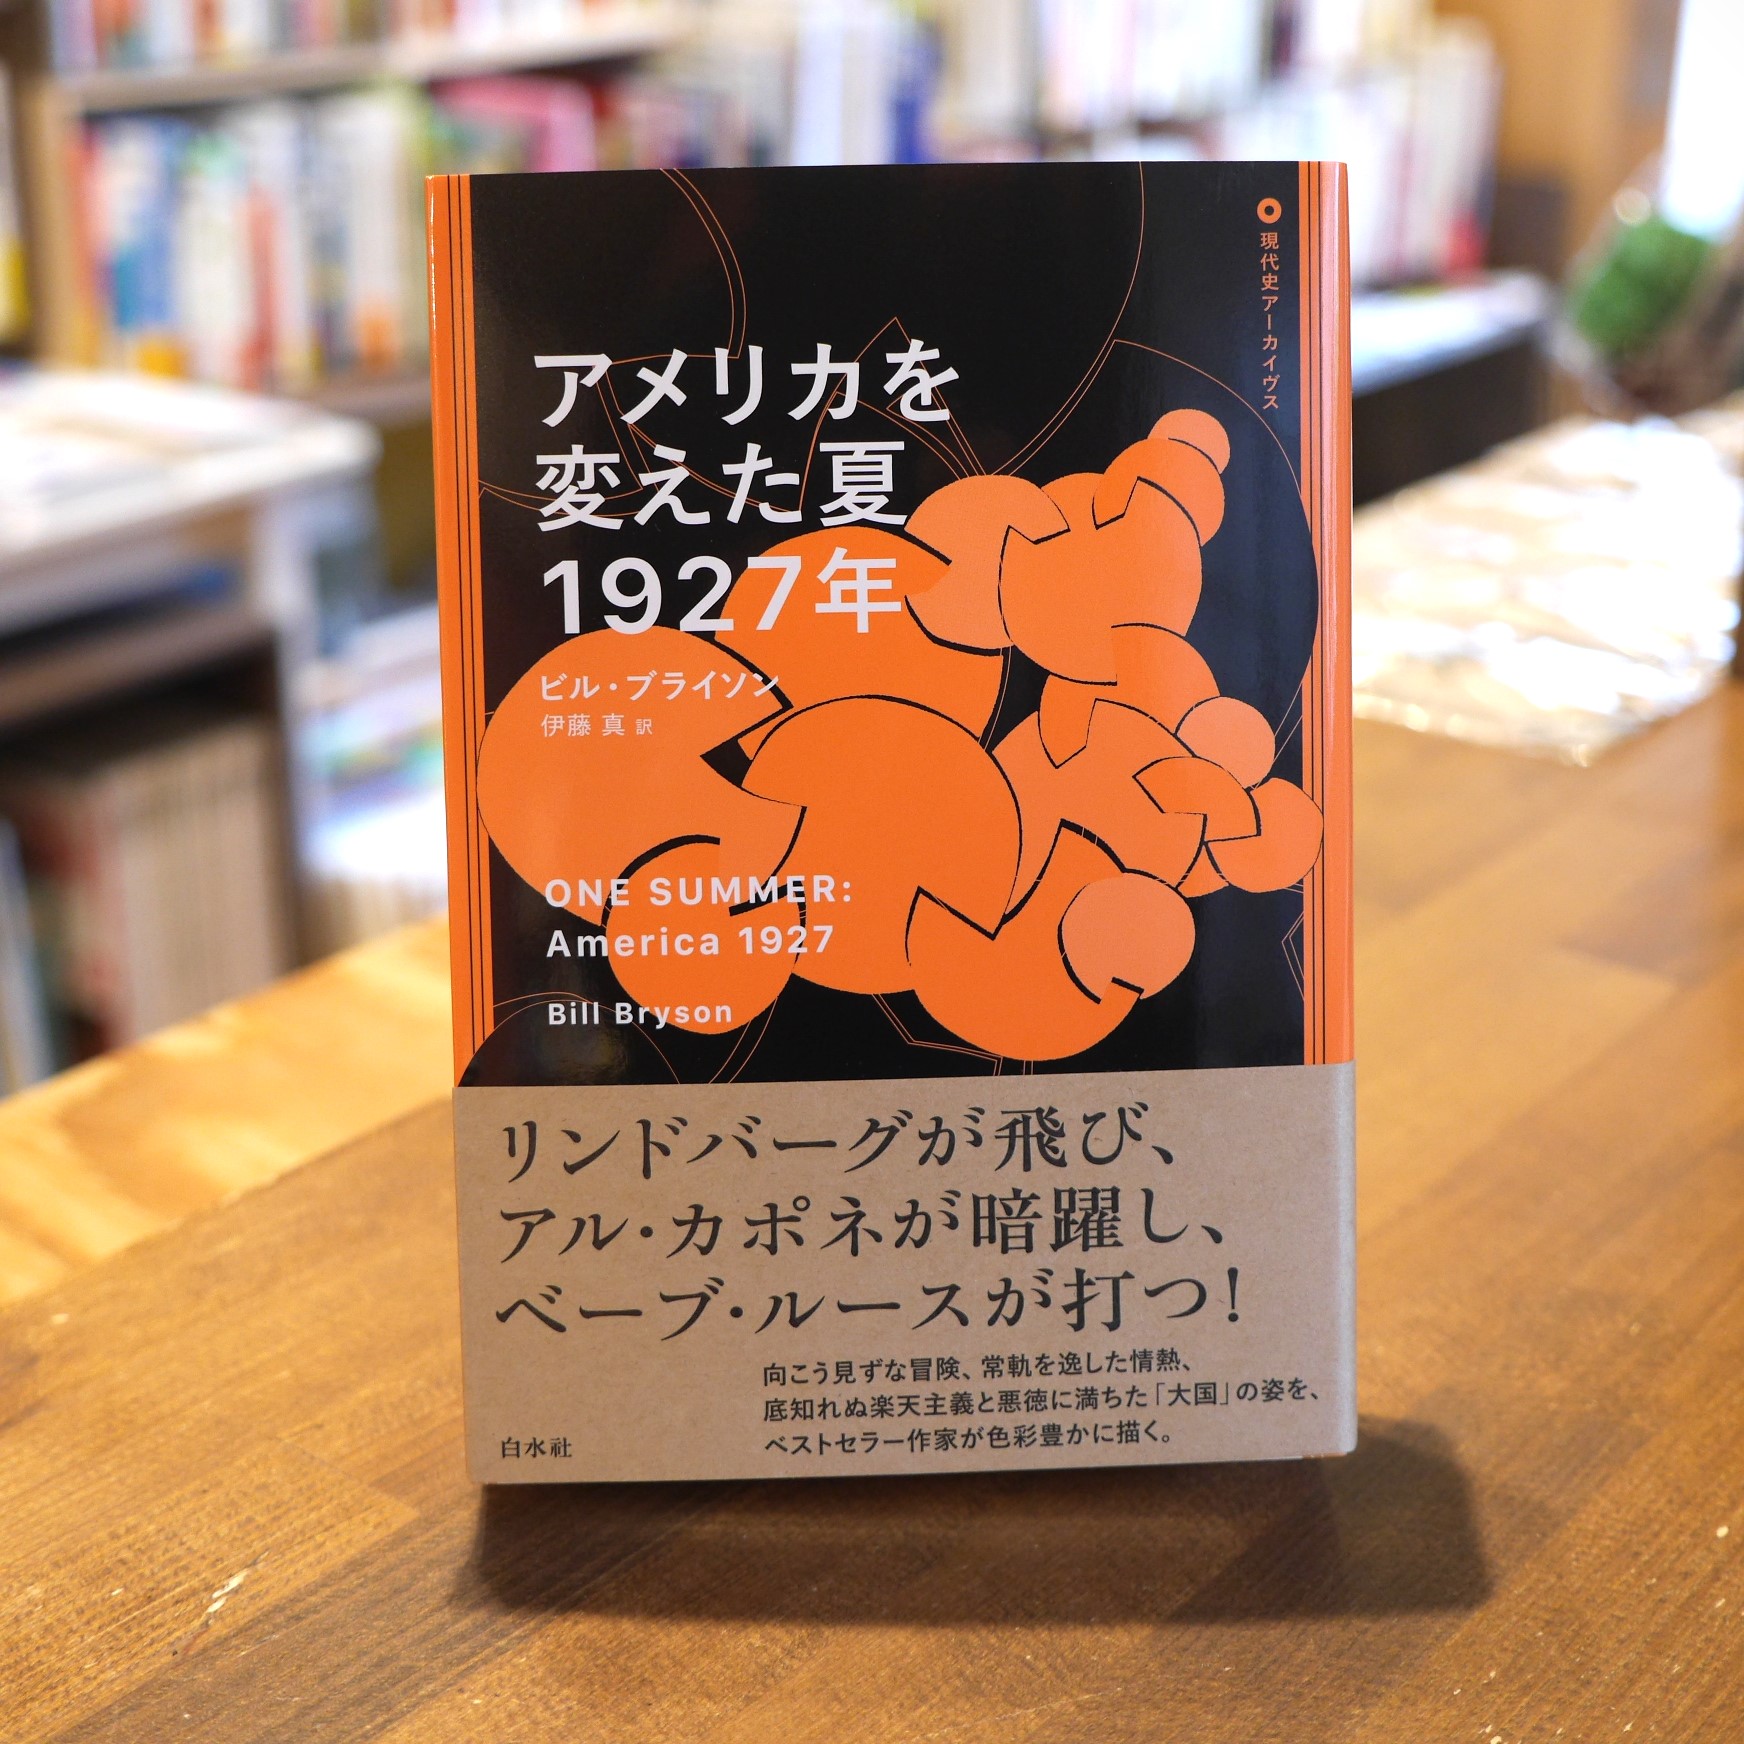 現代史アーカイヴス
アメリカを
変えた夏
1927年
ビル・ブライソン
伊藤 真 訳
ONE SUMMER:
America 1927
Bill Bryson
リンドバーグが飛び、
アル・カポネが暗躍し、
ベーブ・ルースが打つ!
向こう見ずな冒険、常軌を逸した情熱、
底知れぬ楽天主義と悪徳に満ちた「大国」の姿を、
ベストセラー作家が色彩豊かに描く。
白水社